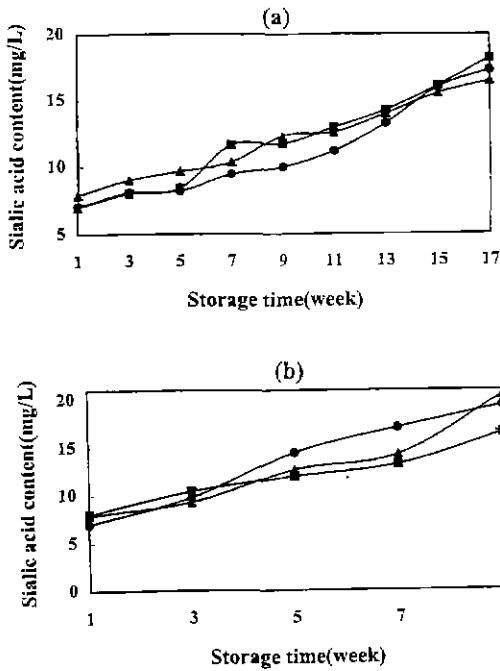 (a)
Sialic acid content(mg/L)
20
15
10
5
1 3 5 7 9 11 13 15 17
Storage time(week)
(b)
Sialic acid content(mg/L)
20
15
10
5
0
1 3 5 7
Storage time(week)